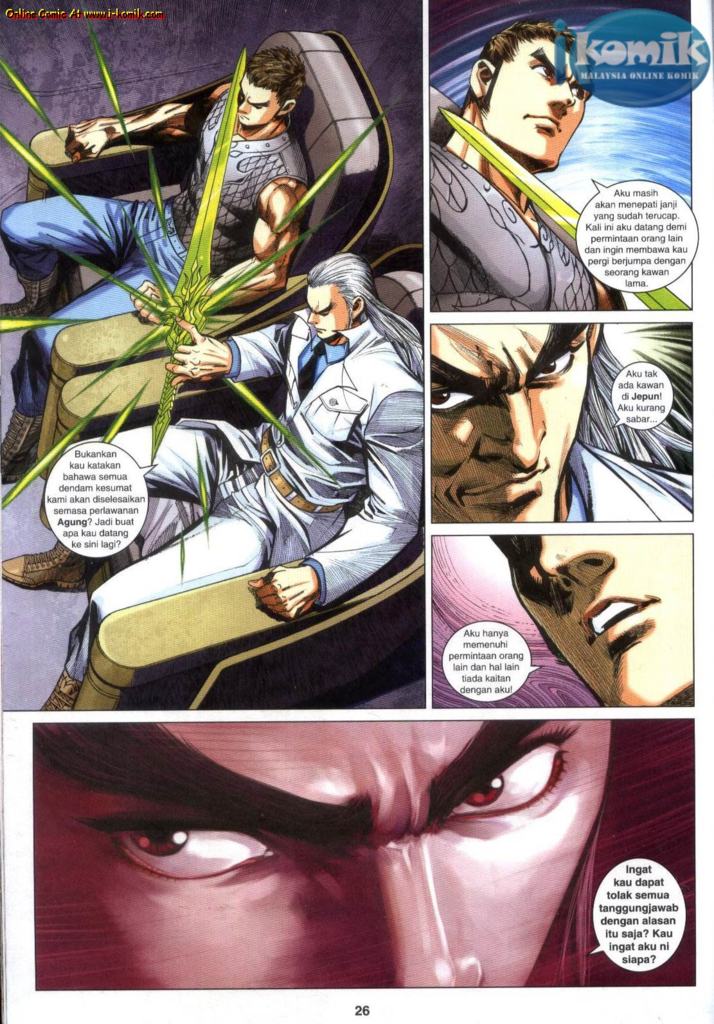 Online Comic At www.i-komik.com
ikomik
MALAYSIA ONLINE KOMIK
Bukankan
kau katakan
bahawa semua
dendam kesumat
kami akan diselesaikan
semasa perlawanan
Agung? Jadi buat
apa kau datang
ke sini lagi?
Aku masih
akan menepati janji
yang sudah terucap.
Kali ini aku datang demi
permintaan orang lain
dan ingin membawa kau
pergi berjumpa dengan
seorang kawan
lama.
Aku tak
ada kawan
di Jepun!
Aku kurang
sabar...
Aku hanya
memenuhi
permintaan orang
lain dan hal lain
tiada kaitan
dengan aku!
Ingat
kau dapat
tolak semua
tanggungjawab
dengan alasan
itu saja? Kau
ingat aku ni
siapa?
26